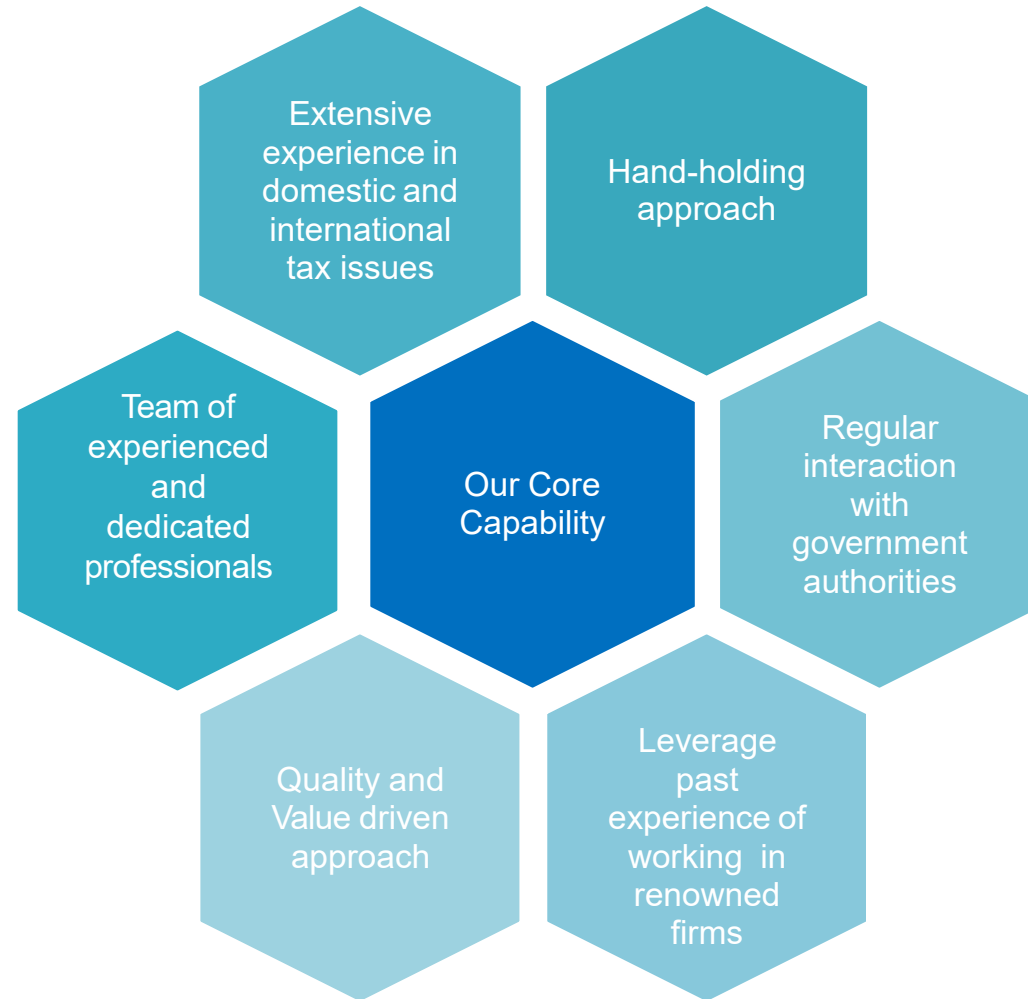 Extensive
experience in
domestic and
international
tax issues
Hand-holding
approach
Team of
experienced
and
dedicated
professionals
Our Core
Capability
Regular
interaction
with
government
authorities
Quality and
Value driven
approach
Leverage
past
experience of
working in
renowned
firms